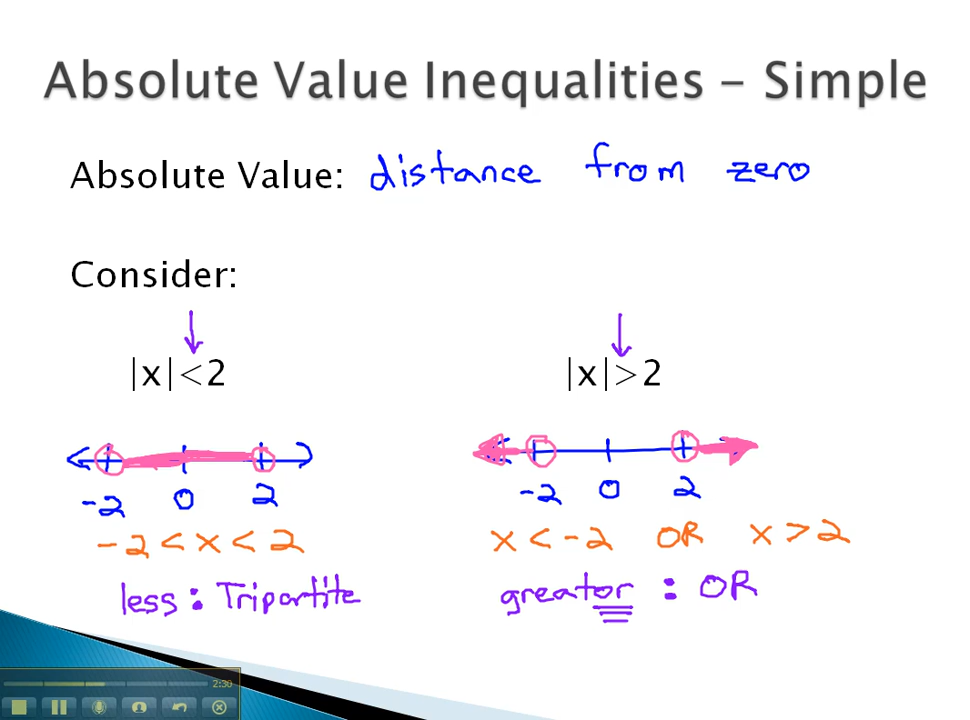 Absolute Value Inequalities - Simple
Absolute Value: distance from zero
Consider:
|x|<2 |x|>2
-2 0 2 -2 0 2
-2 < x < 2 x < -2 OR x > 2
less : Tripartite greator : OR
2:30